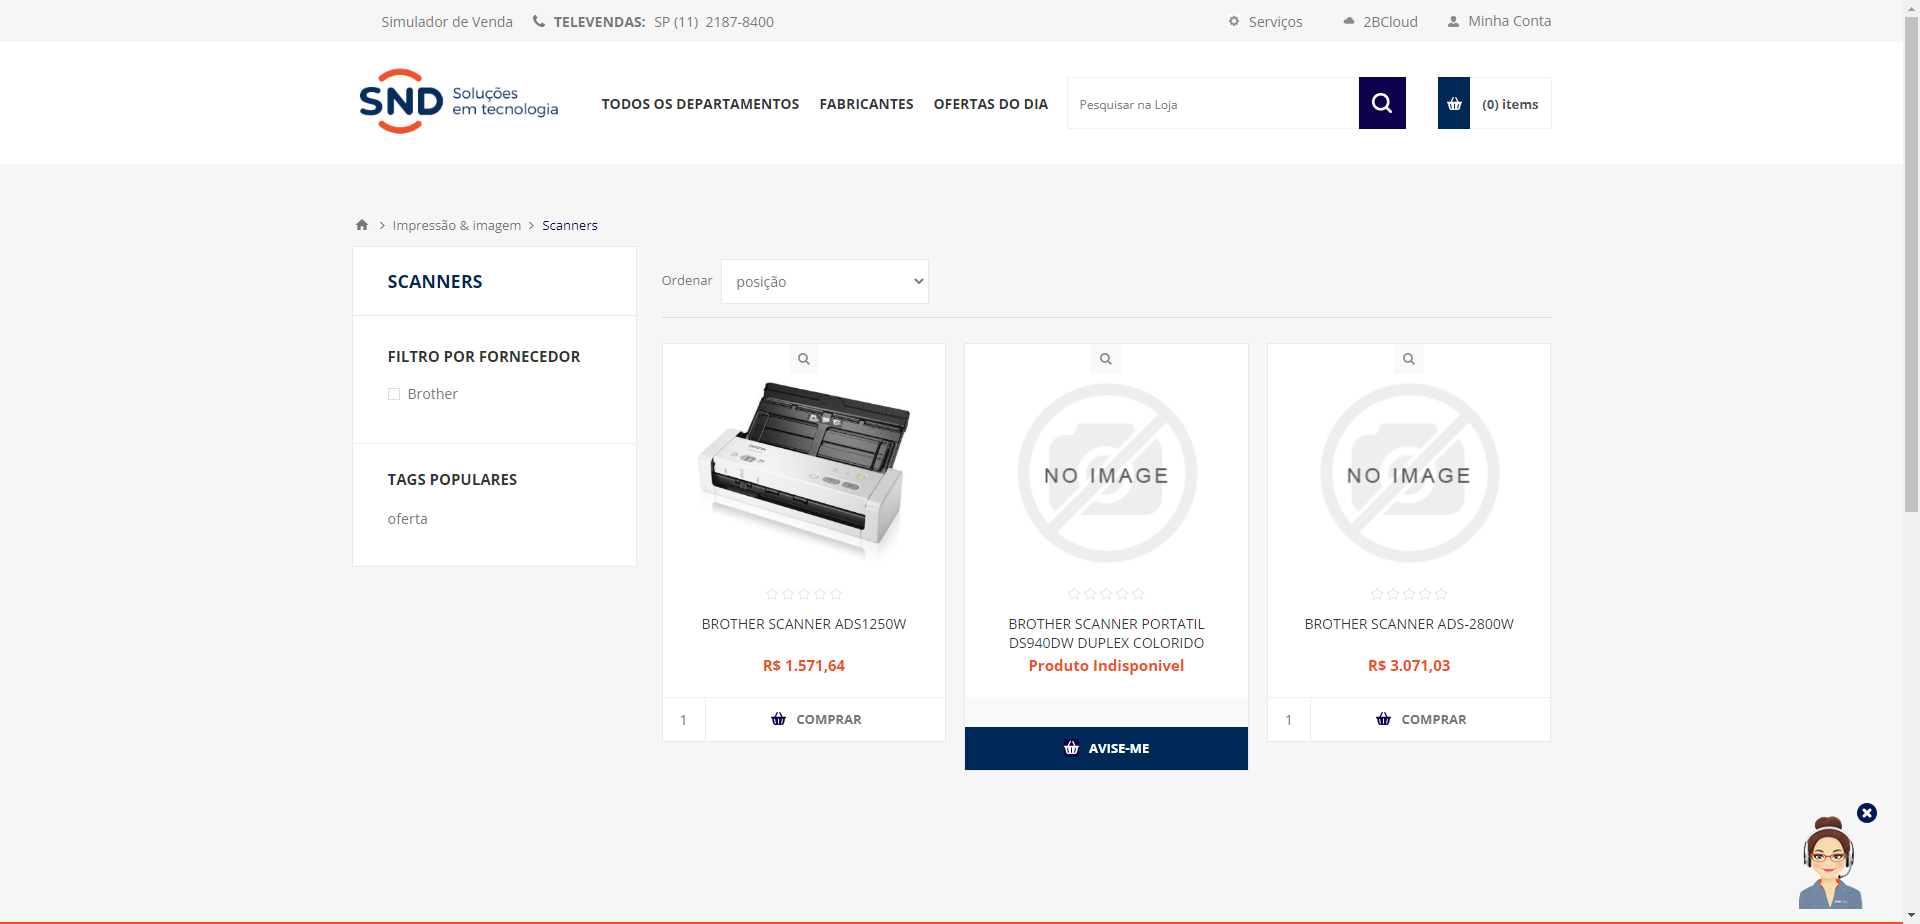 Simulador de Venda TELEVENDAS: SP (11) 2187-8400 Serviços 2BCloud Minha Conta
SND Soluções
em tecnologia
TODOS OS DEPARTAMENTOS FABRICANTES OFERTAS DO DIA Pesquisar na Loja (0) items
Impressão & imagem Scanners
SCANNERS
FILTRO POR FORNECEDOR
Brother
TAGS POPULARES
oferta
Ordenar posição
BROTHER SCANNER ADS1250W
R$ 1.571,64
1 COMPRAR
NO IMAGE
BROTHER SCANNER PORTATIL
DS940DW DUPLEX COLORIDO
Produto Indisponivel
AVISE-ME
NO IMAGE
BROTHER SCANNER ADS-2800W
R$ 3.071,03
1 COMPRAR